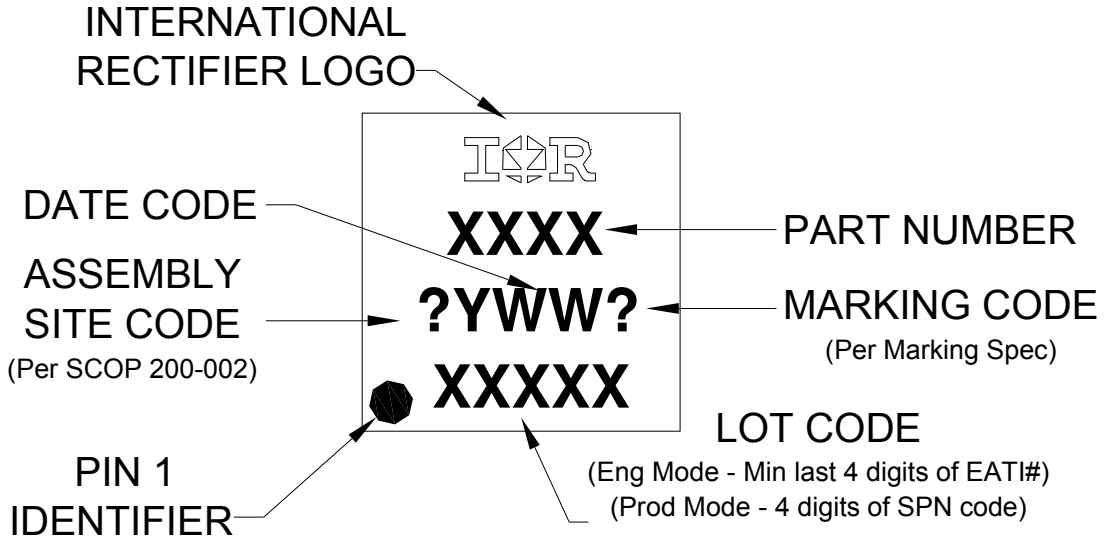 INTERNATIONAL
RECTIFIER LOGO
IOR
DATE CODE
XXXX
PART NUMBER
ASSEMBLY
SITE CODE
(Per SCOP 200-002)
?YWW?
MARKING CODE
(Per Marking Spec)
XXXXX
LOT CODE
(Eng Mode - Min last 4 digits of EATI#)
(Prod Mode - 4 digits of SPN code)
PIN 1
IDENTIFIER